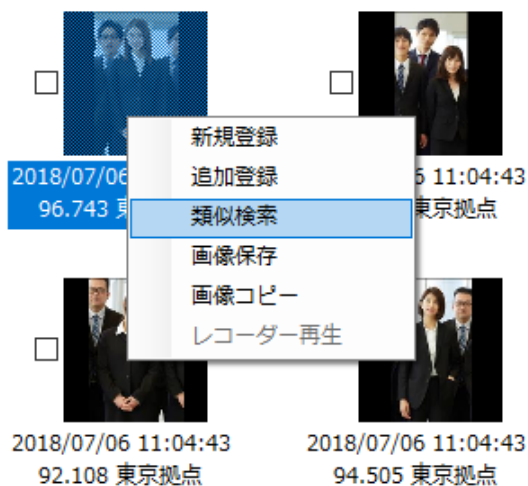 新規登録
追加登録
類似検索
画像保存
画像コピー
レコーダー再生
2018/07/06
96.743
11:04:43
東京拠点
2018/07/06 11:04:43
92.108 東京拠点
2018/07/06 11:04:43
94.505 東京拠点